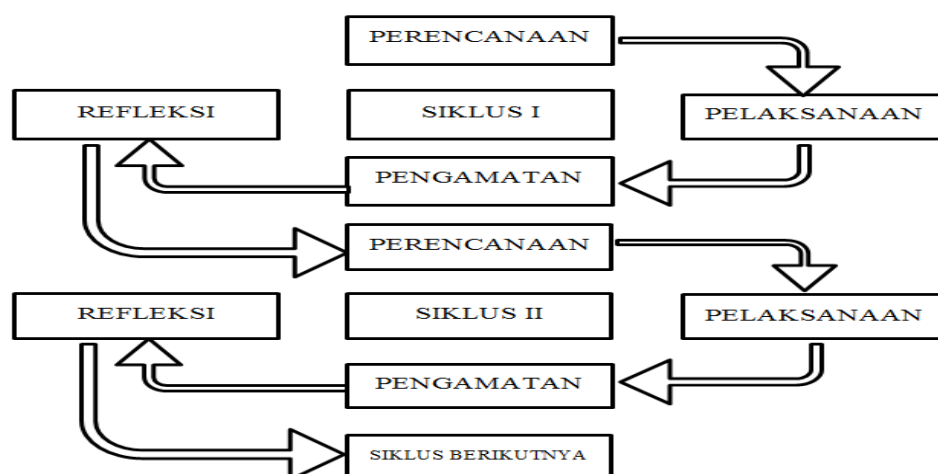 PERENCANAAN
REFLEKSI
SIKLUS I
PELAKSANAAN
PENGAMATAN
PERENCANAAN
REFLEKSI
SIKLUS II
PELAKSANAAN
PENGAMATAN
SIKLUS BERIKUTNYA